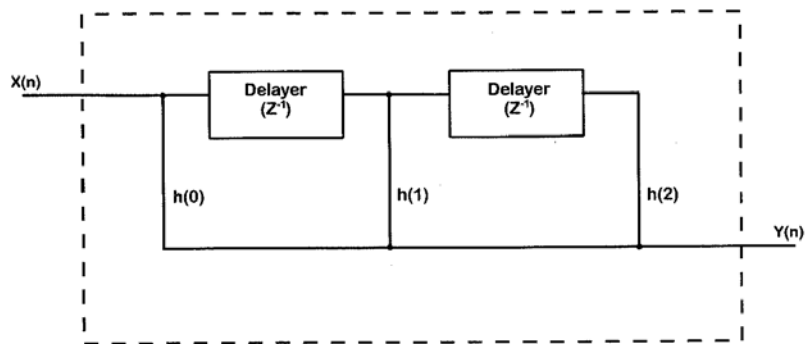 X(n)
Delayer
(Z⁻¹)
Delayer
(Z⁻¹)
h(0)
h(1)
h(2)
Y(n)